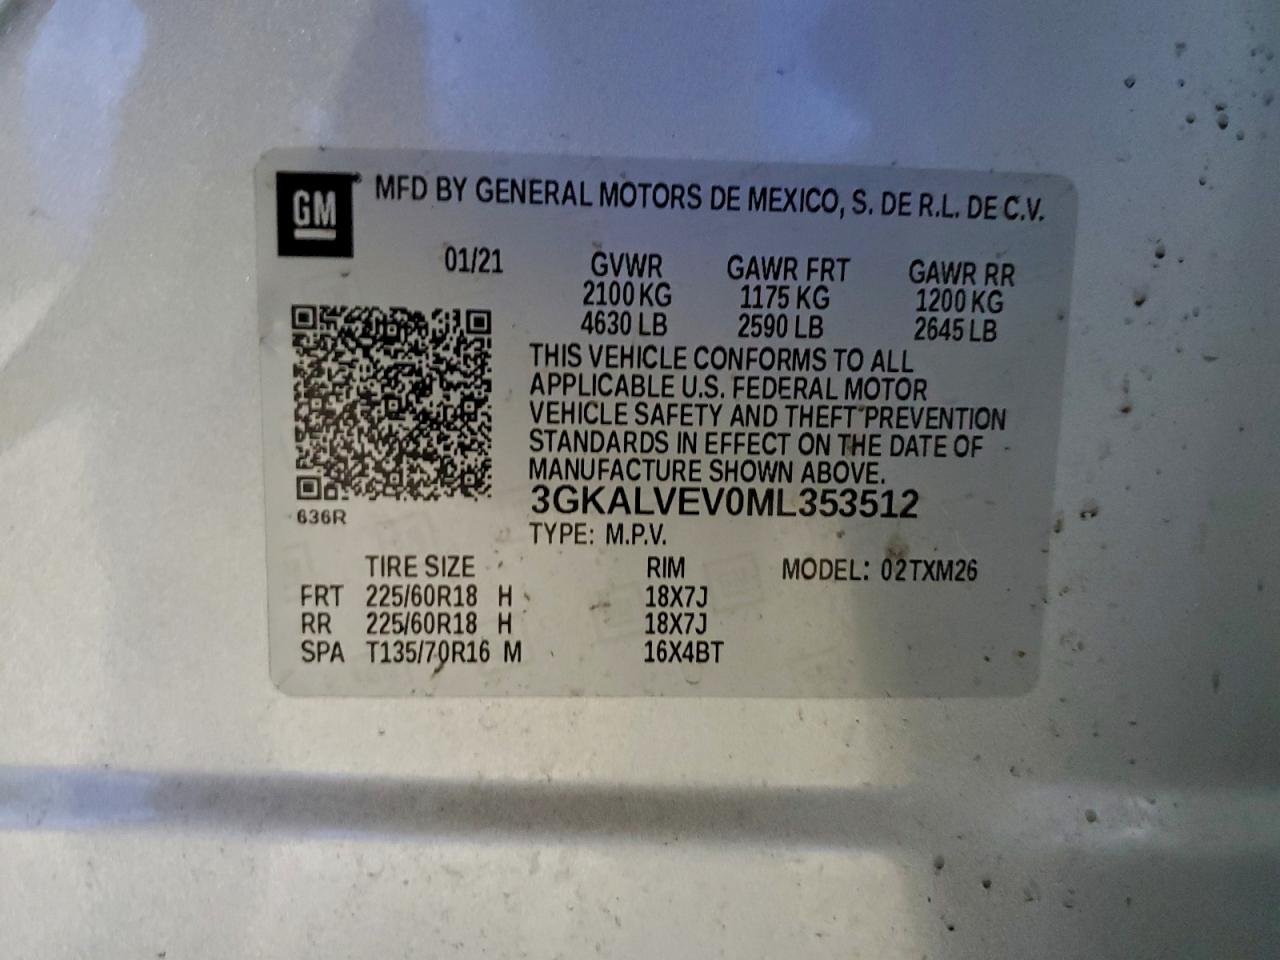 GM
MFD BY GENERAL MOTORS DE MEXICO, S. DE R.L. DE C.V.
01/21 GVWR GAWR FRT GAWR RR
2100 KG 1175 KG 1200 KG
4630 LB 2590 LB 2645 LB
THIS VEHICLE CONFORMS TO ALL
APPLICABLE U.S. FEDERAL MOTOR
VEHICLE SAFETY AND THEFT PREVENTION
STANDARDS IN EFFECT ON THE DATE OF
MANUFACTURE SHOWN ABOVE.
3GKALVEV0ML353512
636R
TYPE: M.P.V.
TIRE SIZE RIM MODEL: 02TXM26
FRT 225/60R18 H 18X7J
RR 225/60R18 H 18X7J
SPA T135/70R16 M 16X4BT